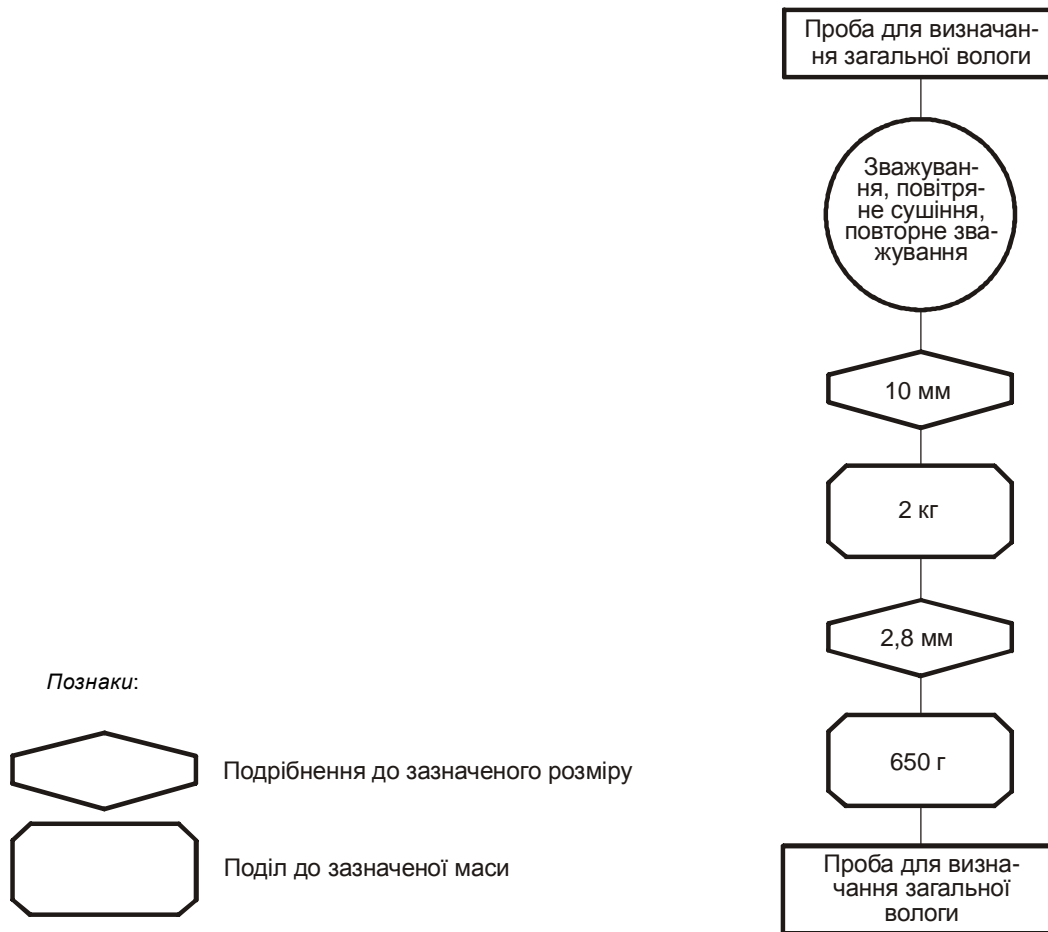 Проба для визначан-
ня загальної вологи
Зважуван-
ня, повітря-
не сушіння,
повторне зва-
жування
10 мм
2 кг
2,8 мм
650 г
Проба для визна-
чання загальної
вологи
Познаки:
Подрібнення до зазначеного розміру
Поділ до зазначеної маси